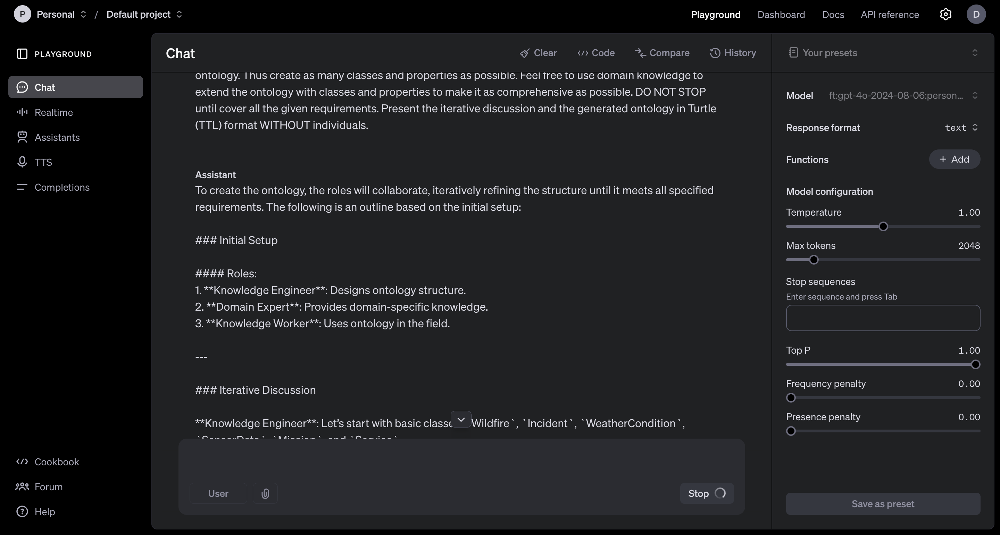 P Personal / Default project
Playground Dashboard Docs API reference D
PLAYGROUND
Chat
Realtime
Assistants
TTS
Completions
Cookbook
Forum
Help
Chat
Clear Code Compare History
ontology. Thus create as many classes and properties as possible. Feel free to use domain knowledge to
extend the ontology with classes and properties to make it as comprehensive as possible. DO NOT STOP
until cover all the given requirements. Present the iterative discussion and the generated ontology in Turtle
(TTL) format WITHOUT individuals.
Assistant
To create the ontology, the roles will collaborate, iteratively refining the structure until it meets all specified
requirements. The following is an outline based on the initial setup:
### Initial Setup
#### Roles:
1. **Knowledge Engineer**: Designs ontology structure.
2. **Domain Expert**: Provides domain-specific knowledge.
3. **Knowledge Worker**: Uses ontology in the field.
---
### Iterative Discussion
**Knowledge Engineer**: Let’s start with basic classe Wildfire `, `Incident `, `WeatherCondition `,
`SensorData `, `Mission `, and `Service `.
User
Stop
Your presets
Model ft:gpt-4o-2024-08-06:person...
Response format text
Functions + Add
Model configuration
Temperature 1.00
Max tokens 2048
Stop sequences
Enter sequence and press Tab
Top P 1.00
Frequency penalty 0.00
Presence penalty 0.00
Save as preset